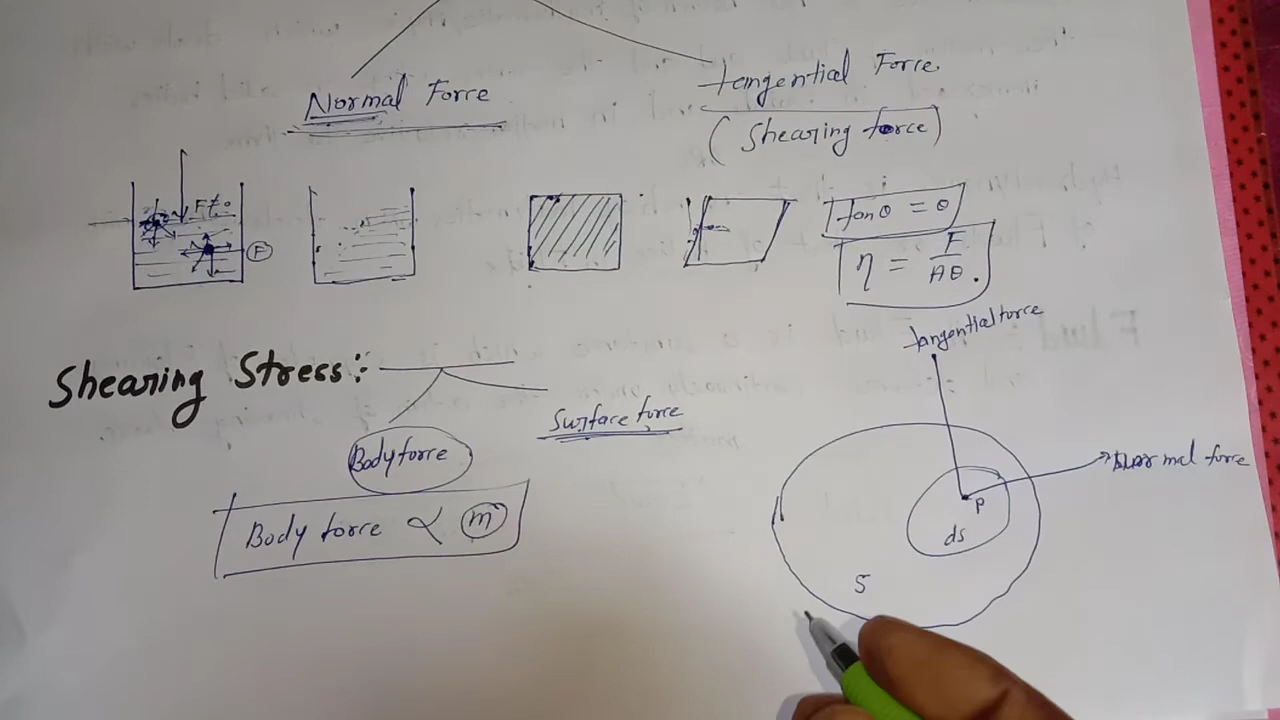 Normal Force
tangential Force
(Shearing force)
F≠0
F
tanθ = θ
η = F/Aθ.
tangential force
Shearing Stress:-
Surface force
Body force
Normal force
Body force ∝ m
P
ds
S